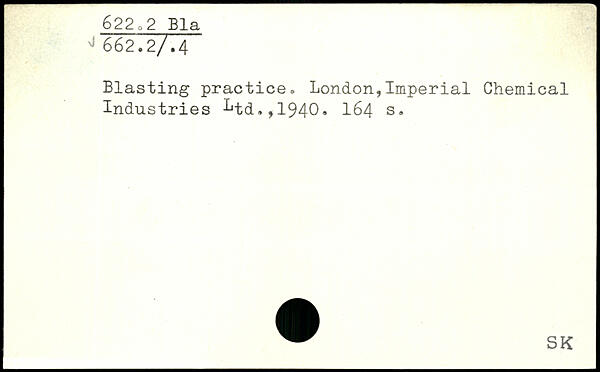 622.2 Bla
√ 662.2/.4
Blasting practice. London,Imperial Chemical
Industries Ltd.,1940. 164 s.
SK